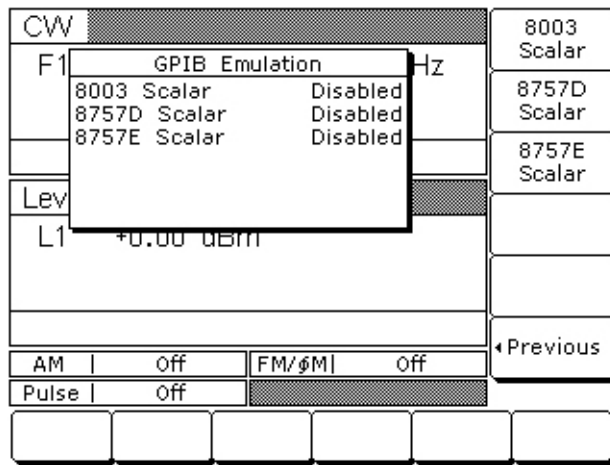 CW
F1 Hz
GPIB Emulation
8003 Scalar Disabled
8757D Scalar Disabled
8757E Scalar Disabled
Lev
L1 +0.00 dBm
AM | Off
FM/ϕM| Off
Pulse | Off
8003
Scalar
8757D
Scalar
8757E
Scalar
◂Previous